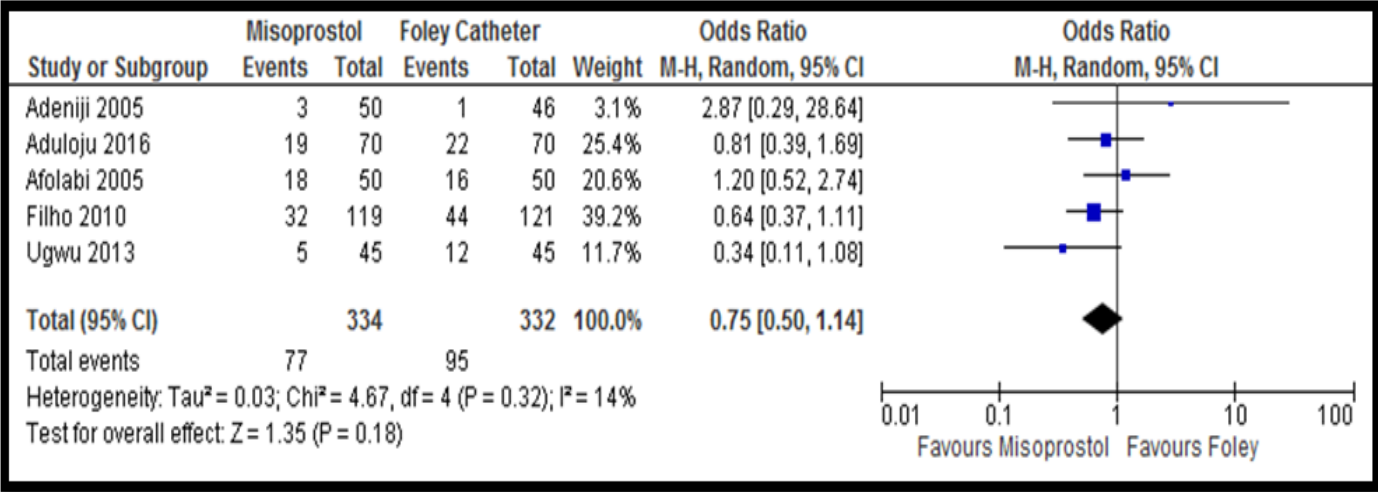 Misoprostol Foley Catheter Odds Ratio Odds Ratio
Study or Subgroup Events Total Events Total Weight M-H, Random, 95% CI M-H, Random, 95% CI
Adeniji 2005 3 50 1 46 3.1% 2.87 [0.29, 28.64]
Aduloju 2016 19 70 22 70 25.4% 0.81 [0.39, 1.69]
Afolabi 2005 18 50 16 50 20.6% 1.20 [0.52, 2.74]
Filho 2010 32 119 44 121 39.2% 0.64 [0.37, 1.11]
Ugwu 2013 5 45 12 45 11.7% 0.34 [0.11, 1.08]
Total (95% CI) 334 332 100.0% 0.75 [0.50, 1.14]
Total events 77 95
Heterogeneity: Tau² = 0.03; Chi² = 4.67, df = 4 (P = 0.32); I² = 14%
Test for overall effect: Z = 1.35 (P = 0.18)
0.01 0.1 1 10 100
Favours Misoprostol Favours Foley